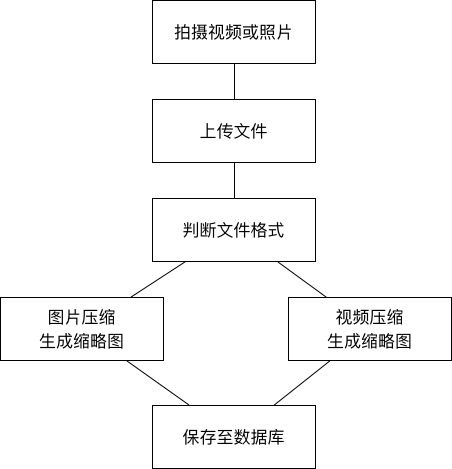 拍摄视频或照片
上传文件
判断文件格式
图片压缩
生成缩略图
视频压缩
生成缩略图
保存至数据库